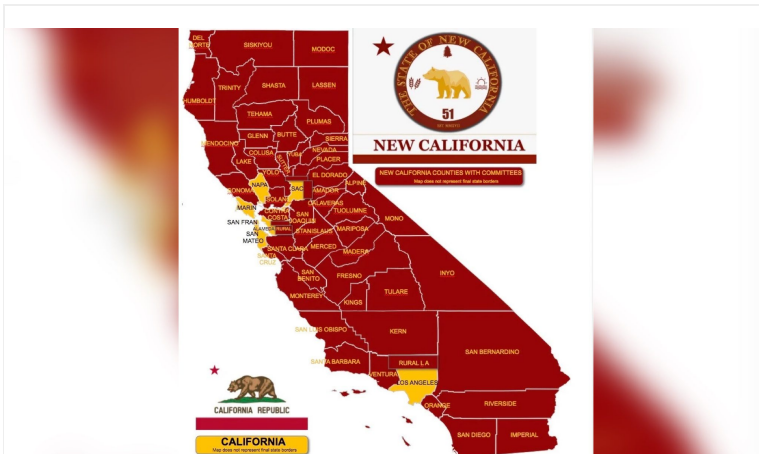 DEL
NORTE
SISKIYOU
MODOC
TRINITY
SHASTA
LASSEN
HUMBOLDT
TEHAMA
PLUMAS
MENDOCINO
GLENN
BUTTE
SIERRA
COLUSA
YUBA
NEVADA
PLACER
LAKE
SUTTER
YOLO
EL DORADO
ALPINE
SONOMA
NAPA
SAC
AMADOR
SOLANO
CALAVERAS
MARIN
CONTRA
COSTA
SAN
JOAQUIN
TUOLUMNE
MONO
SAN FRAN
ALAMEDA
RURAL
STANISLAUS
MARIPOSA
SAN
MATEO
SANTA CLARA
MERCED
MADERA
SANTA
CRUZ
SAN
BENITO
FRESNO
INYO
MONTEREY
KINGS
TULARE
SAN LUIS OBISPO
KERN
SAN BERNARDINO
SANTA BARBARA
RURAL L A
VENTURA
LOS ANGELES
ORANGE
RIVERSIDE
SAN DIEGO
IMPERIAL
THE STATE OF NEW CALIFORNIA
51
NEW CALIFORNIA
NEW CALIFORNIA COUNTIES WITH COMMITTEES
Map does not represent final state borders
CALIFORNIA REPUBLIC
CALIFORNIA
Map does not represent final state borders